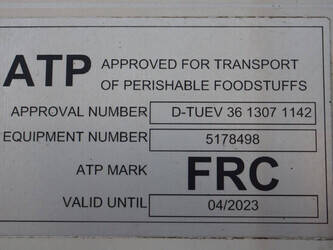 ATP APPROVED FOR TRANSPORT
OF PERISHABLE FOODSTUFFS
APPROVAL NUMBER D-TUEV 36 1307 1142
EQUIPMENT NUMBER 5178498
ATP MARK FRC
VALID UNTIL 04/2023